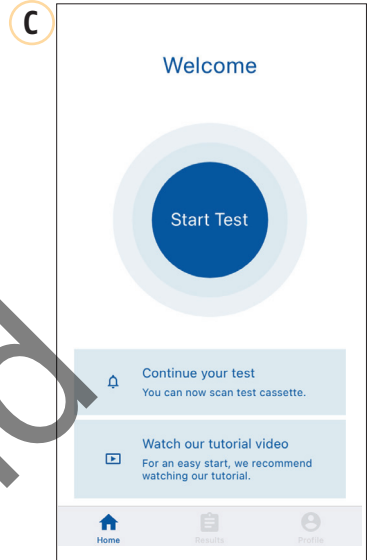 C
Welcome
Start Test
Continue your test
You can now scan test cassette.
Watch our tutorial video
For an easy start, we recommend
watching our tutorial.
Home
Results
Profile